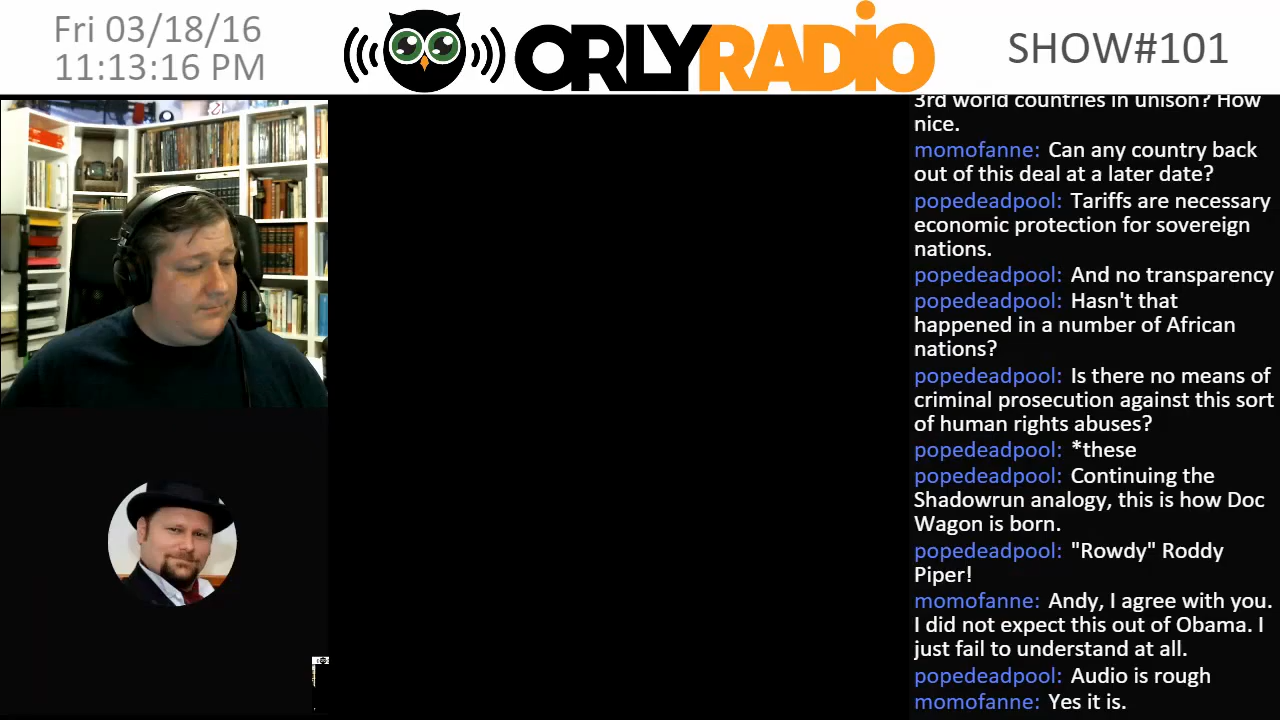 Fri 03/18/16
11:13:16 PM
ORLYRADIO
SHOW#101
3rd world countries in unison? How
nice.
momofanne: Can any country back
out of this deal at a later date?
popedeadpool: Tariffs are necessary
economic protection for sovereign
nations.
popedeadpool: And no transparency
popedeadpool: Hasn't that
happened in a number of African
nations?
popedeadpool: Is there no means of
criminal prosecution against this sort
of human rights abuses?
popedeadpool: *these
popedeadpool: Continuing the
Shadowrun analogy, this is how Doc
Wagon is born.
popedeadpool: "Rowdy" Roddy
Piper!
momofanne: Andy, I agree with you.
I did not expect this out of Obama. I
just fail to understand at all.
popedeadpool: Audio is rough
momofanne: Yes it is.